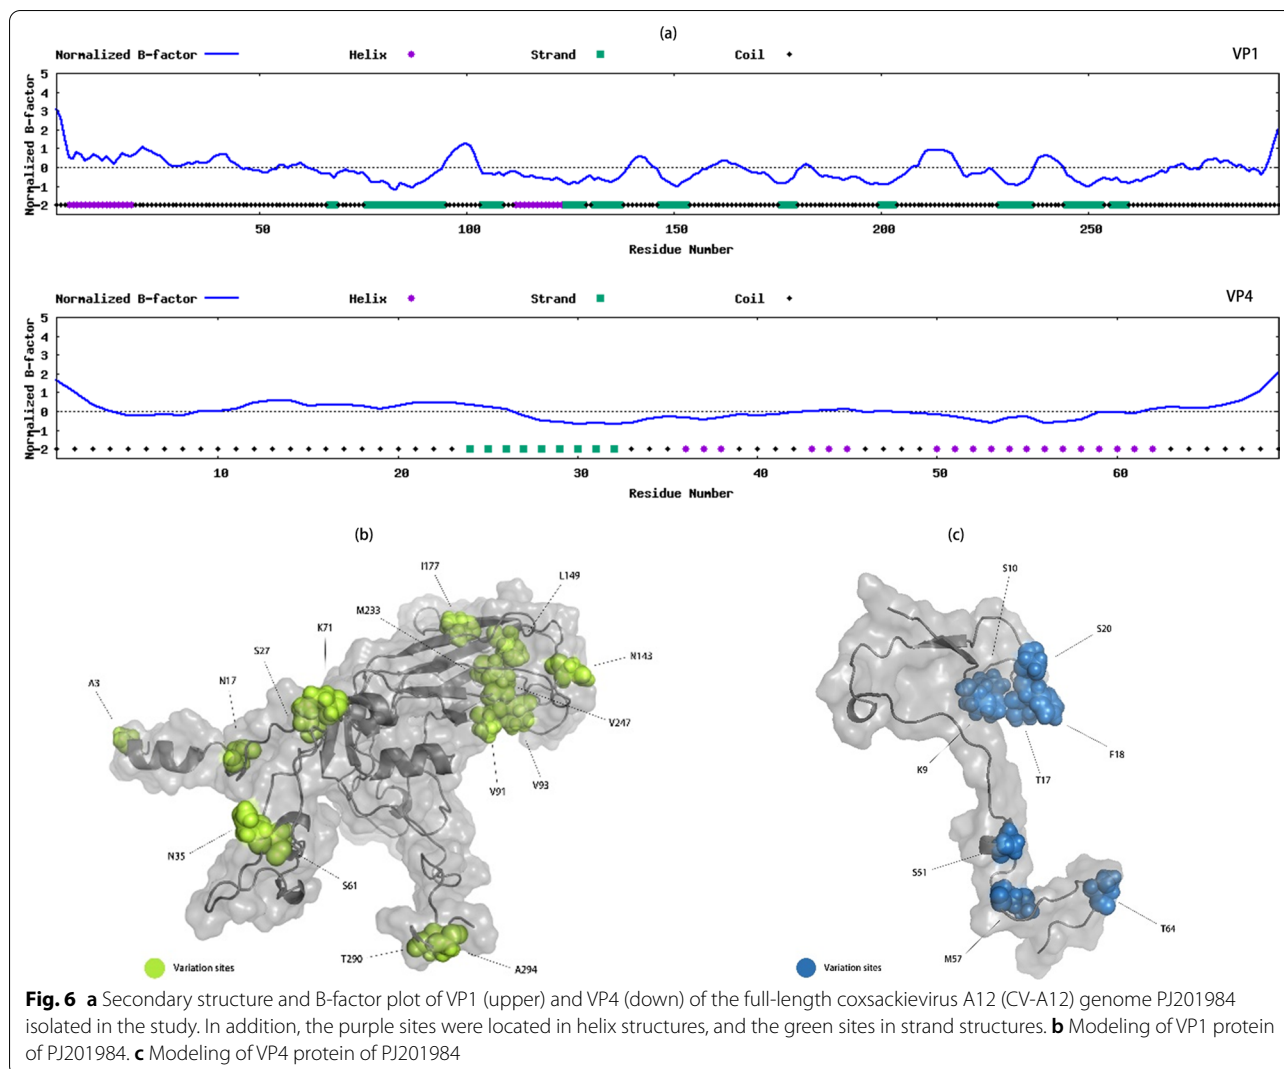 (a)
Normalized B-factor Helix Strand Coil VP1
5
4
3
2
1
0
-1
-2
Normalized B-factor
50 100 150 200 250
Residue Number
Normalized B-factor Helix Strand Coil VP4
5
4
3
2
1
0
-1
-2
Normalized B-factor
10 20 30 40 50 60
Residue Number
(b)
I177
L149
M233
K71
S27
N143
A3
N17
V247
V93
V91
N35
S61
T290
A294
Variation sites
(c)
S10
S20
F18
K9
T17
S51
T64
M57
Variation sites
Fig. 6 a Secondary structure and B-factor plot of VP1 (upper) and VP4 (down) of the full-length coxsackievirus A12 (CV-A12) genome PJ201984
isolated in the study. In addition, the purple sites were located in helix structures, and the green sites in strand structures. b Modeling of VP1 protein
of PJ201984. c Modeling of VP4 protein of PJ201984